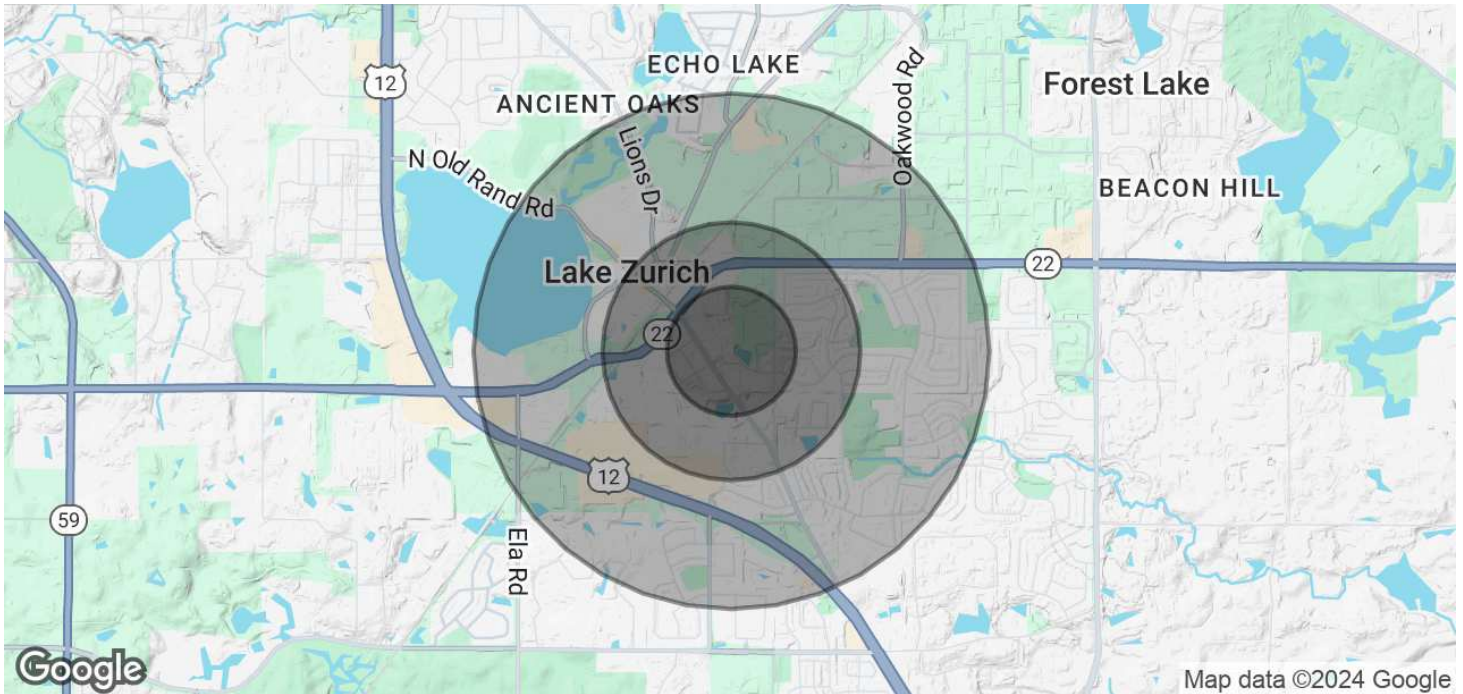 ECHO LAKE
12
ANCIENT OAKS
Forest Lake
Oakwood Rd
N Old Rand Rd
Lions Dr
BEACON HILL
Lake Zurich
22
22
12
59
Ela Rd
Google
Map data ©2024 Google